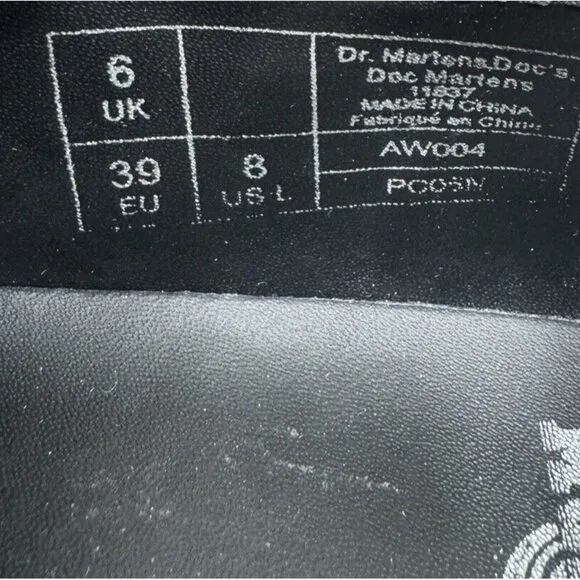 6
UK
39
EU
8
US-L
Dr. Martens,Doc's,
Doc Martens
11837
MADE IN CHINA
Fabriqué en Chine
AW004